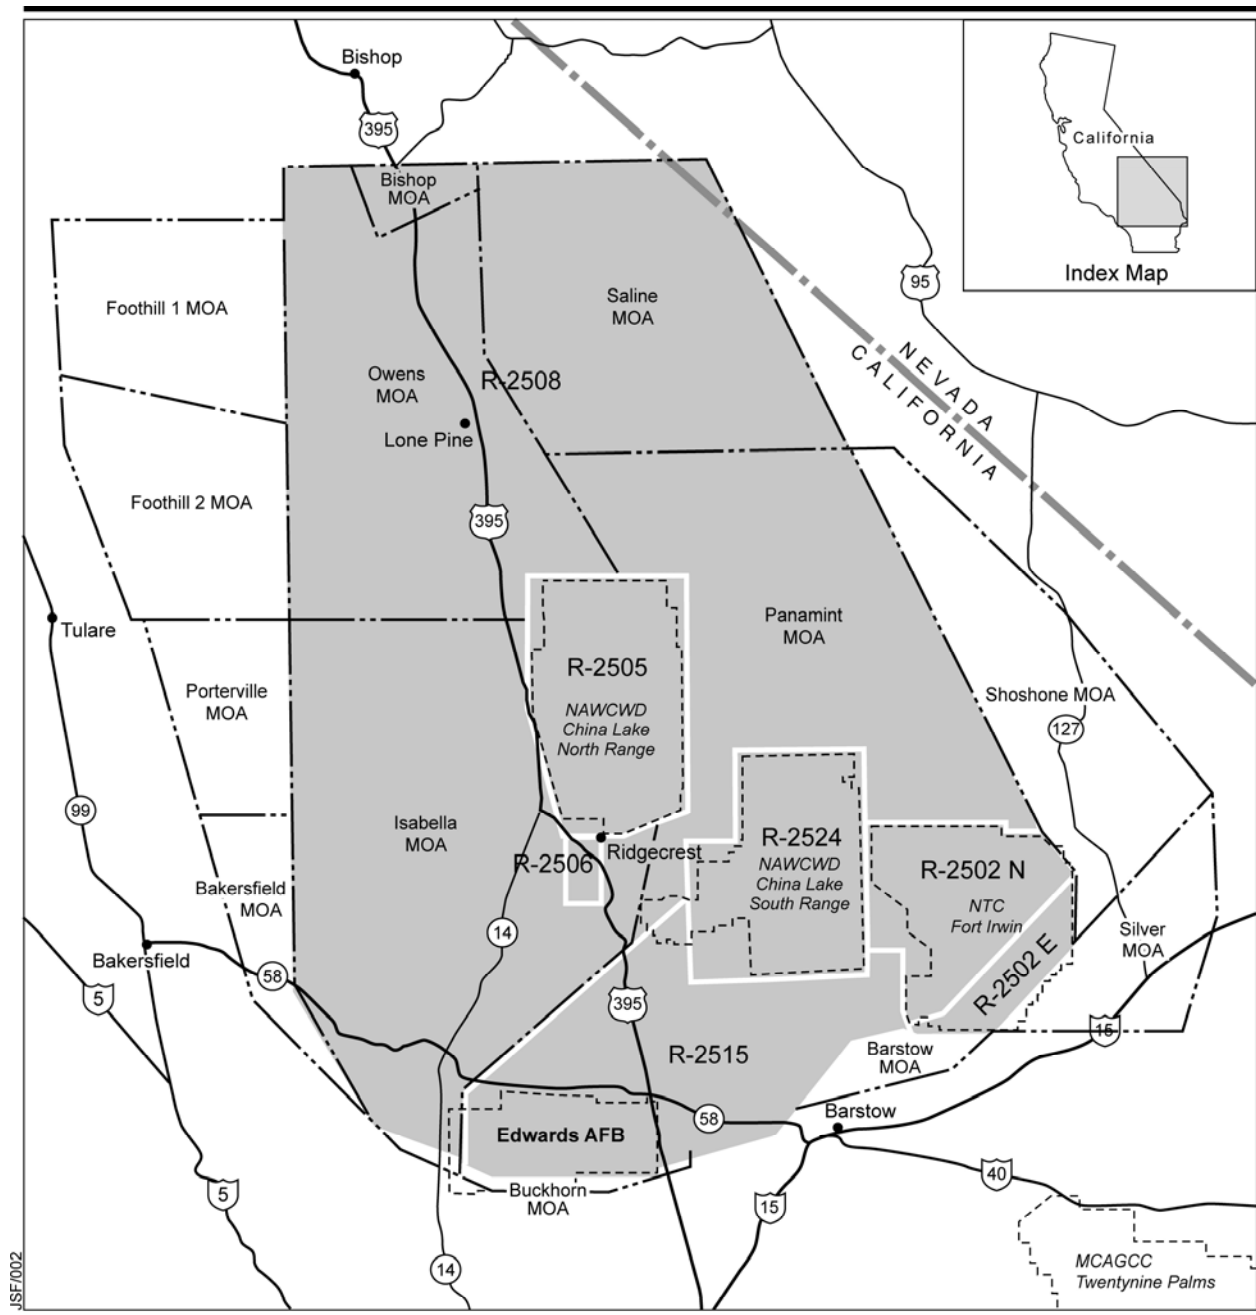 Bishop
395
California
Bishop
MOA
Index Map
95
Foothill 1 MOA
Saline
MOA
NEVADA
CALIFORNIA
Owens
MOA
R-2508
Lone Pine
Foothill 2 MOA
395
Tulare
Panamint
MOA
R-2505
Porterville
MOA
NAWCWD
China Lake
North Range
Shoshone MOA
127
99
Isabella
MOA
R-2506
Ridgecrest
R-2524
NAWCWD
China Lake
South Range
R-2502 N
NTC
Fort Irwin
Bakersfield
MOA
14
Silver
MOA
Bakersfield
58
5
R-2502 E
395
15
R-2515
Barstow
MOA
58
Barstow
Edwards AFB
5
Buckhorn
MOA
15
40
14
MCAGCC
Twentynine Palms
JSF/002